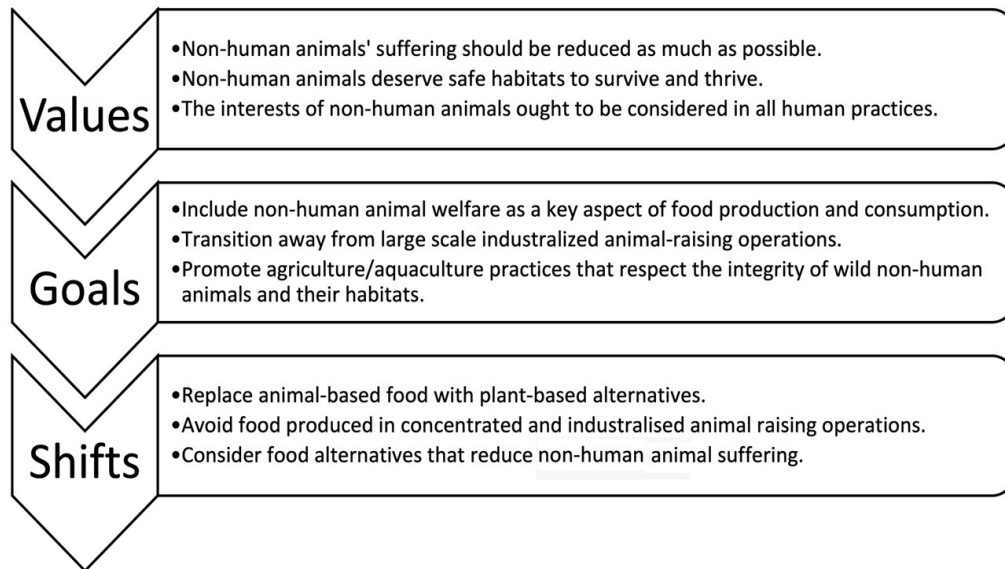 Values
•Non-human animals' suffering should be reduced as much as possible.
•Non-human animals deserve safe habitats to survive and thrive.
•The interests of non-human animals ought to be considered in all human practices.
Goals
•Include non-human animal welfare as a key aspect of food production and consumption.
•Transition away from large scale industralized animal-raising operations.
•Promote agriculture/aquaculture practices that respect the integrity of wild non-human
animals and their habitats.
Shifts
•Replace animal-based food with plant-based alternatives.
•Avoid food produced in concentrated and industralised animal raising operations.
•Consider food alternatives that reduce non-human animal suffering.